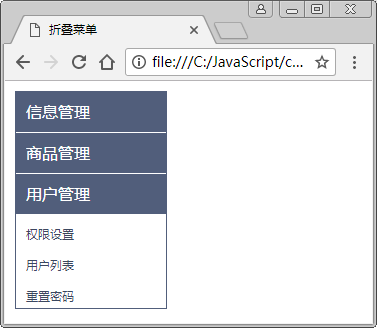 折叠菜单
file:///C:/JavaScript/c...
信息管理
商品管理
用户管理
权限设置
用户列表
重置密码